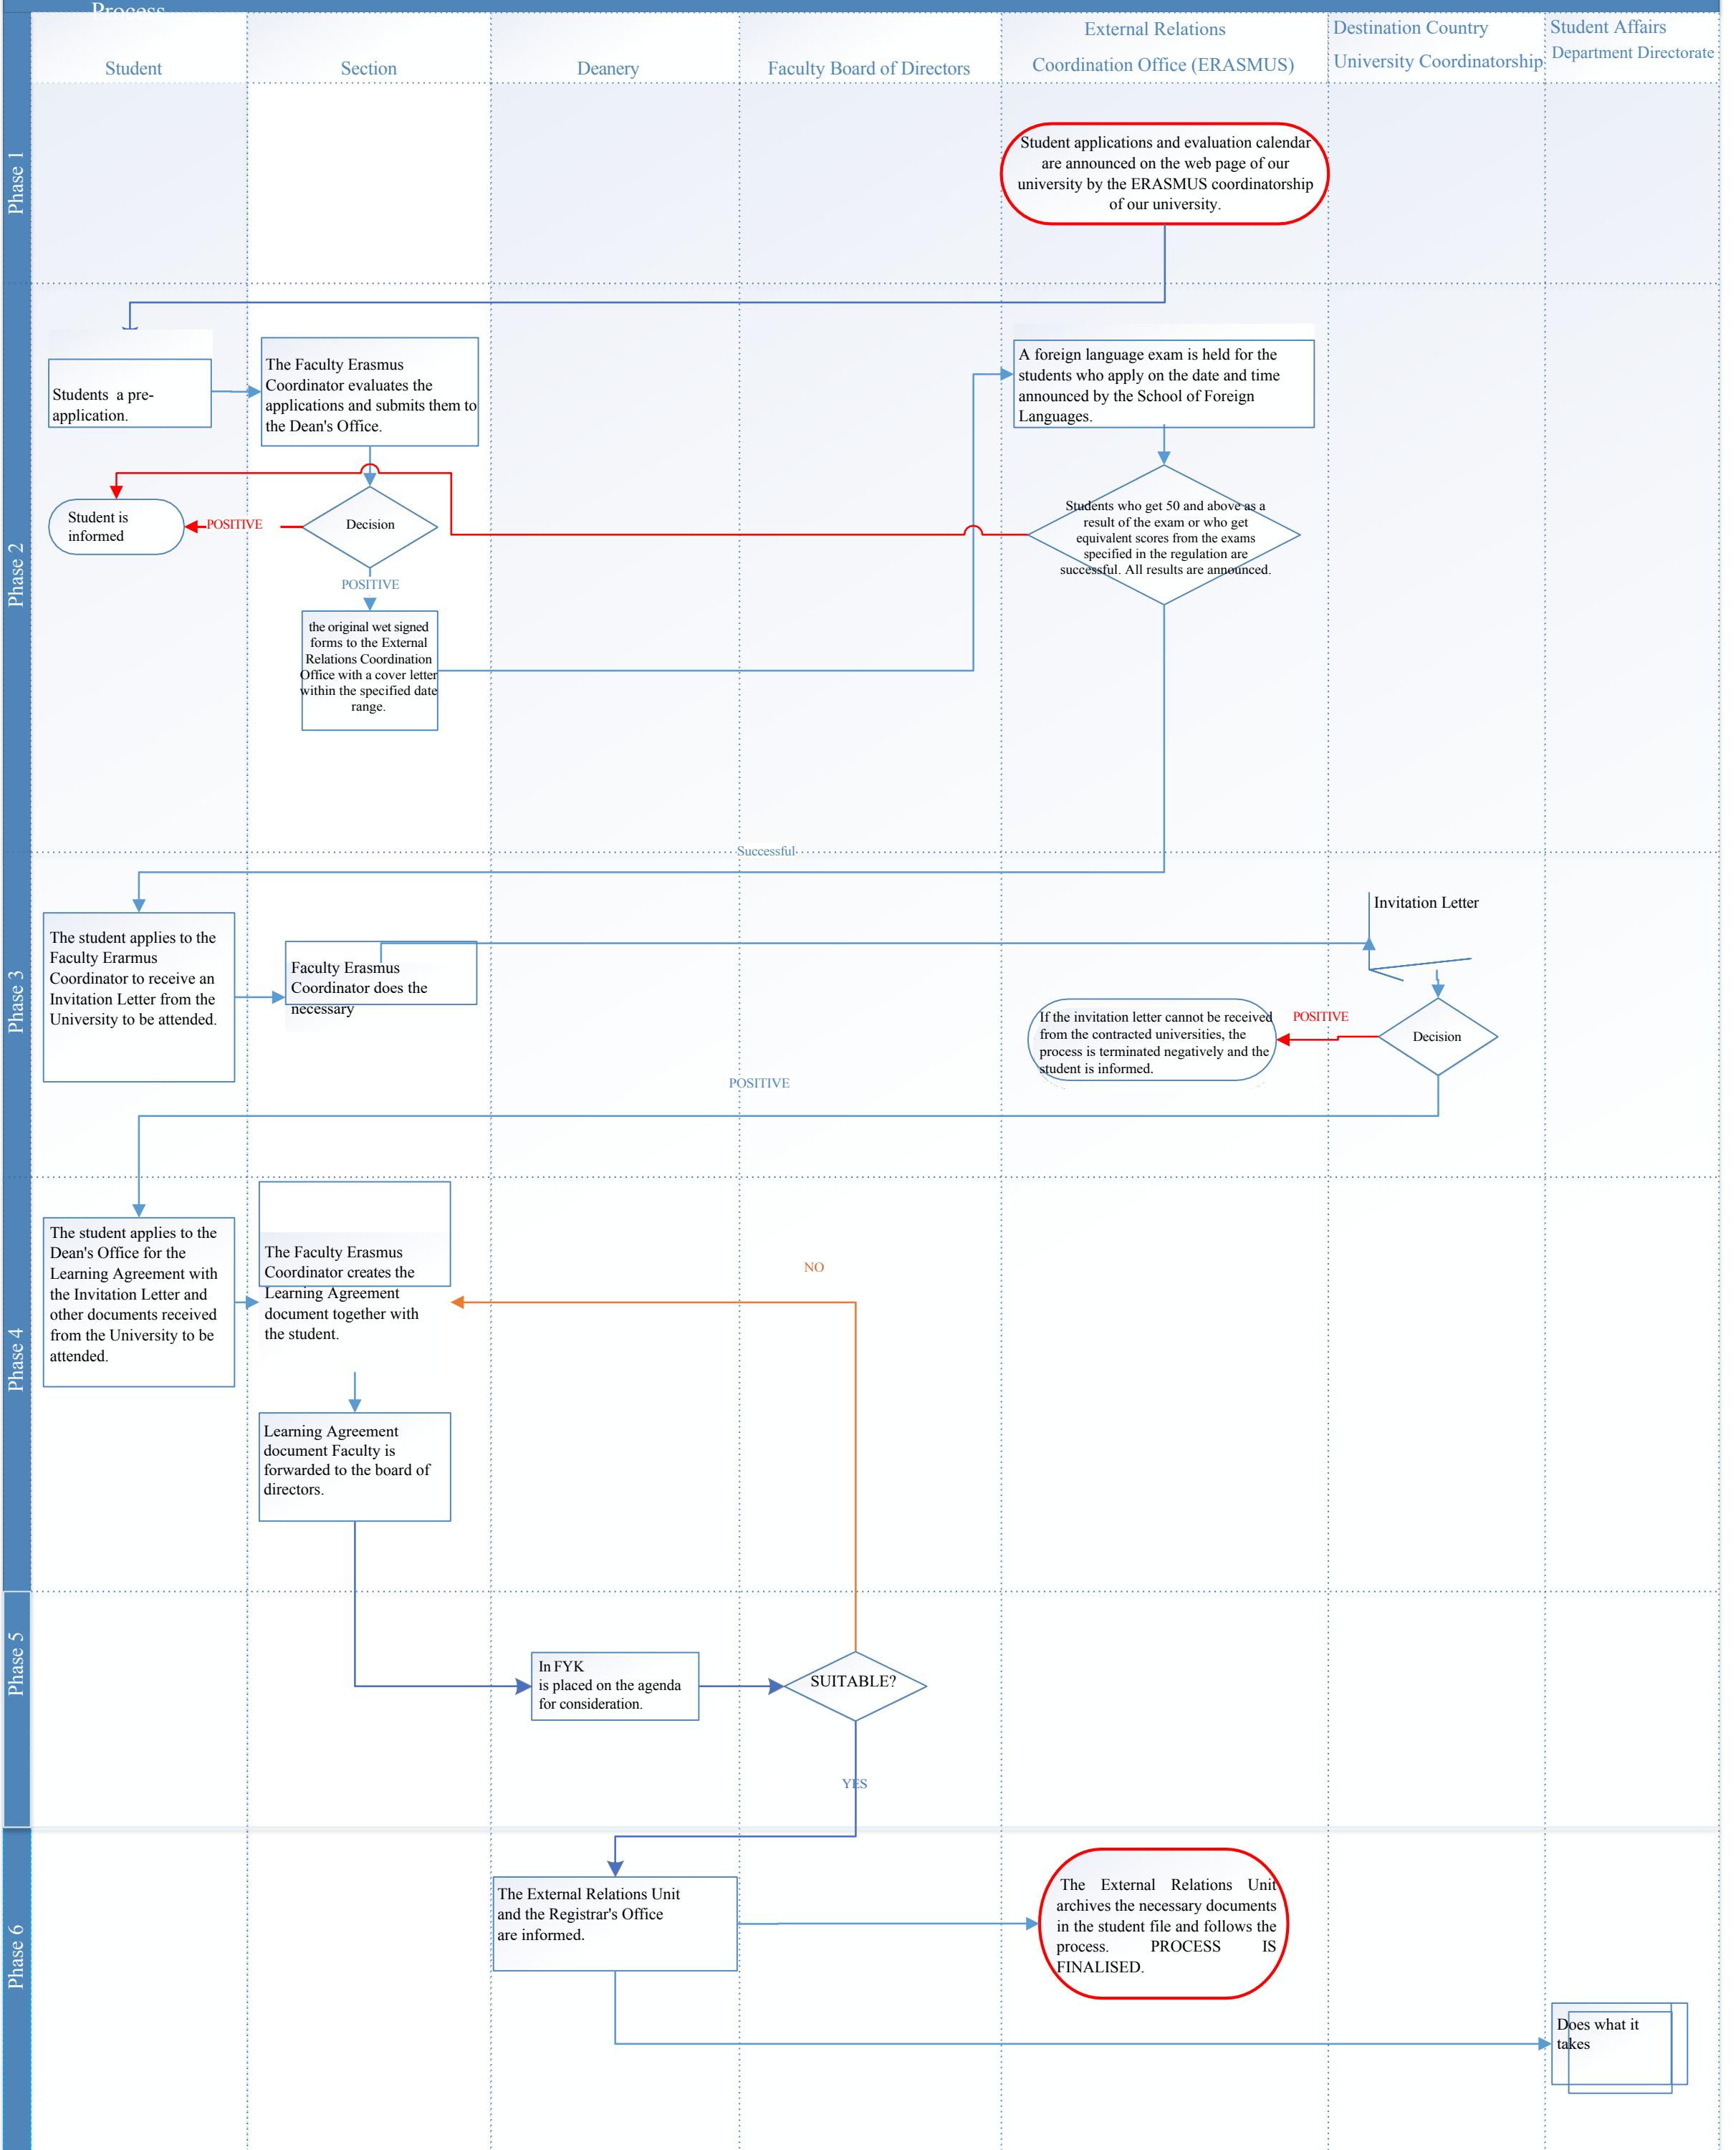 Process
Student
Section
Deanery
Faculty Board of Directors
External Relations
Coordination Office (ERASMUS)
Destination Country
University Coordinatorship
Student Affairs
Department Directorate
Phase 1
Student applications and evaluation calendar
are announced on the web page of our
university by the ERASMUS coordinatorship
of our university.
Phase 2
Students  a pre-
application.
The Faculty Erasmus
Coordinator evaluates the
applications and submits them to
the Dean's Office.
A foreign language exam is held for the
students who apply on the date and time
announced by the School of Foreign
Languages.
Student is
informed
POSITIVE
Decision
Students who get 50 and above as a
result of the exam or who get
equivalent scores from the exams
specified in the regulation are
successful. All results are announced.
POSITIVE
the original wet signed
forms to the External
Relations Coordination
Office with a cover letter
within the specified date
range.
Successful
Phase 3
The student applies to the
Faculty Erarmus
Coordinator to receive an
Invitation Letter from the
University to be attended.
Faculty Erasmus
Coordinator does the
necessary
Invitation Letter
If the invitation letter cannot be received
from the contracted universities, the
process is terminated negatively and the
student is informed.
POSITIVE
Decision
POSITIVE
Phase 4
The student applies to the
Dean's Office for the
Learning Agreement with
the Invitation Letter and
other documents received
from the University to be
attended.
The Faculty Erasmus
Coordinator creates the
Learning Agreement
document together with
the student.
NO
Learning Agreement
document Faculty is
forwarded to the board of
directors.
Phase 5
In FYK
is placed on the agenda
for consideration.
SUITABLE?
YES
Phase 6
The External Relations Unit
and the Registrar's Office
are informed.
The External Relations Unit
archives the necessary documents
in the student file and follows the
process. PROCESS IS
FINALISED.
Does what it
takes